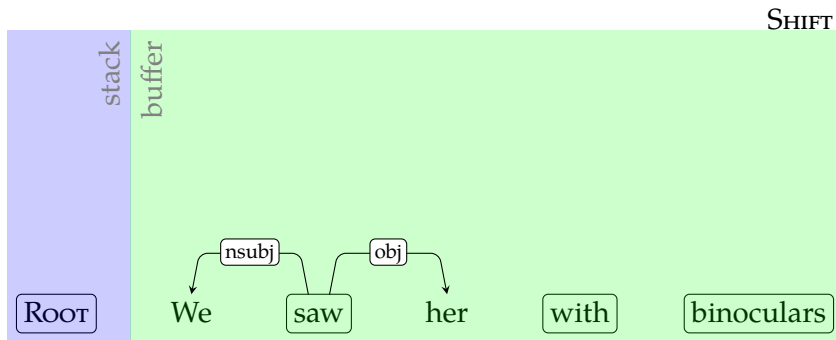 SHIFT
stack
buffer
nsubj obj
ROOT We saw her with binoculars